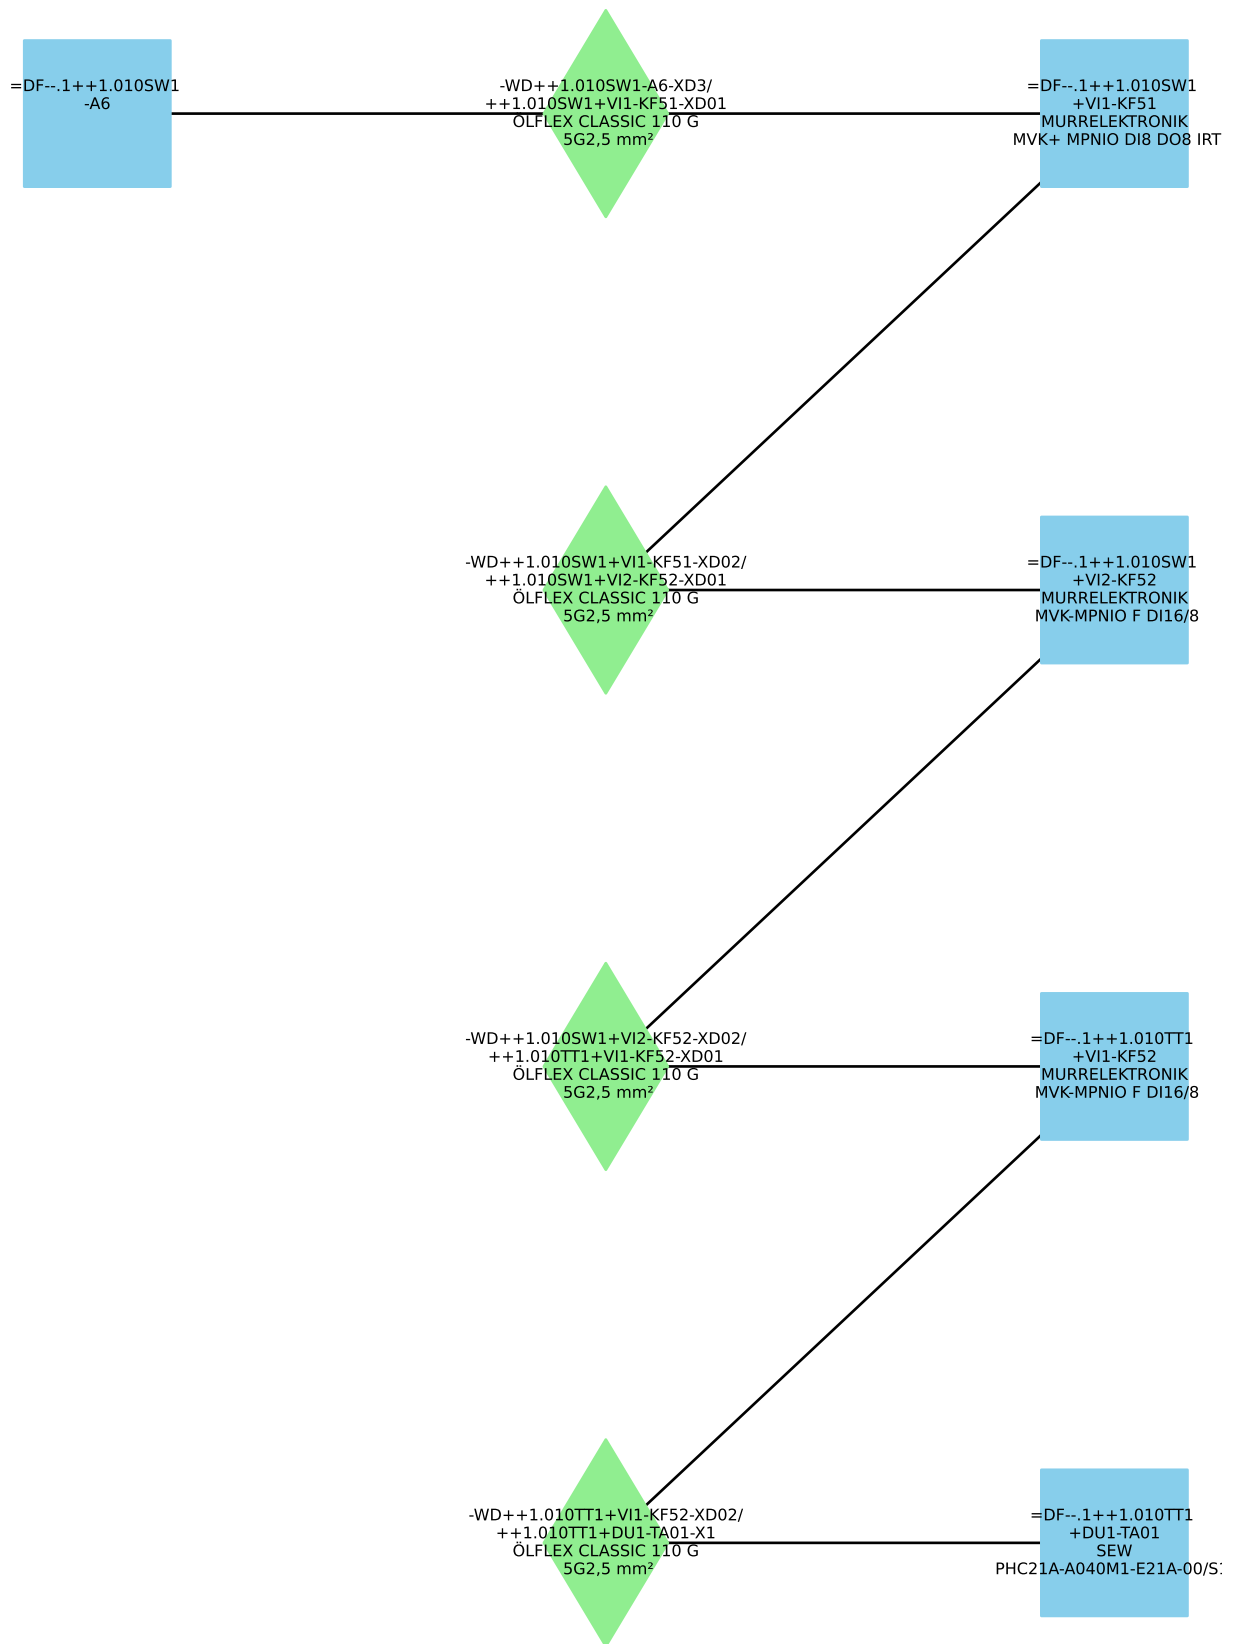 =DF--.1++1.010SW1
-A6
-WD++1.010SW1-A6-XD3/
++1.010SW1+VI1-KF51-XD01
ÖLFLEX CLASSIC 110 G
5G2,5 mm²
=DF--.1++1.010SW1
+VI1-KF51
MURRELEKTRONIK
MVK+ MPNIO DI8 DO8 IRT
-WD++1.010SW1+VI1-KF51-XD02/
++1.010SW1+VI2-KF52-XD01
ÖLFLEX CLASSIC 110 G
5G2,5 mm²
=DF--.1++1.010SW1
+VI2-KF52
MURRELEKTRONIK
MVK-MPNIO F DI16/8
-WD++1.010SW1+VI2-KF52-XD02/
++1.010TT1+VI1-KF52-XD01
ÖLFLEX CLASSIC 110 G
5G2,5 mm²
=DF--.1++1.010TT1
+VI1-KF52
MURRELEKTRONIK
MVK-MPNIO F DI16/8
-WD++1.010TT1+VI1-KF52-XD02/
++1.010TT1+DU1-TA01-X1
ÖLFLEX CLASSIC 110 G
5G2,5 mm²
=DF--.1++1.010TT1
+DU1-TA01
SEW
PHC21A-A040M1-E21A-00/S1